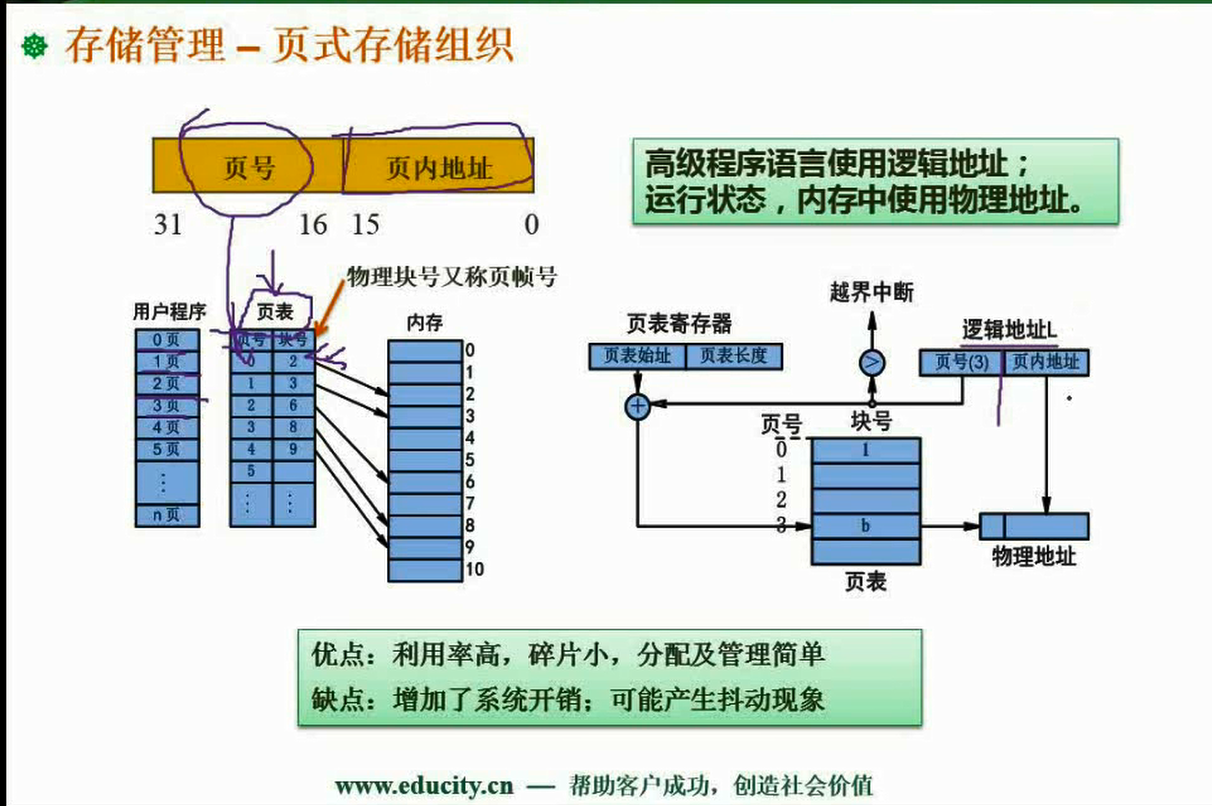 存储管理 – 页式存储组织
页号 页内地址
31 16 15 0
高级程序语言使用逻辑地址；
运行状态，内存中使用物理地址。
物理块号又称页帧号
用户程序
0 页
1 页
2 页
3 页
4 页
5 页
⋮
n 页
页表
页号 块号
0 2
1 3
2 6
3 8
4 9
5
⋮ ⋮
内存
0
1
2
3
4
5
6
7
8
9
10
越界中断
页表寄存器
页表始址 页表长度
>
逻辑地址L
页号(3) 页内地址
+
页号 块号
0 1
1
2
3 b
页表
物理地址
优点：利用率高，碎片小，分配及管理简单
缺点：增加了系统开销；可能产生抖动现象
www.educity.cn — 帮助客户成功，创造社会价值